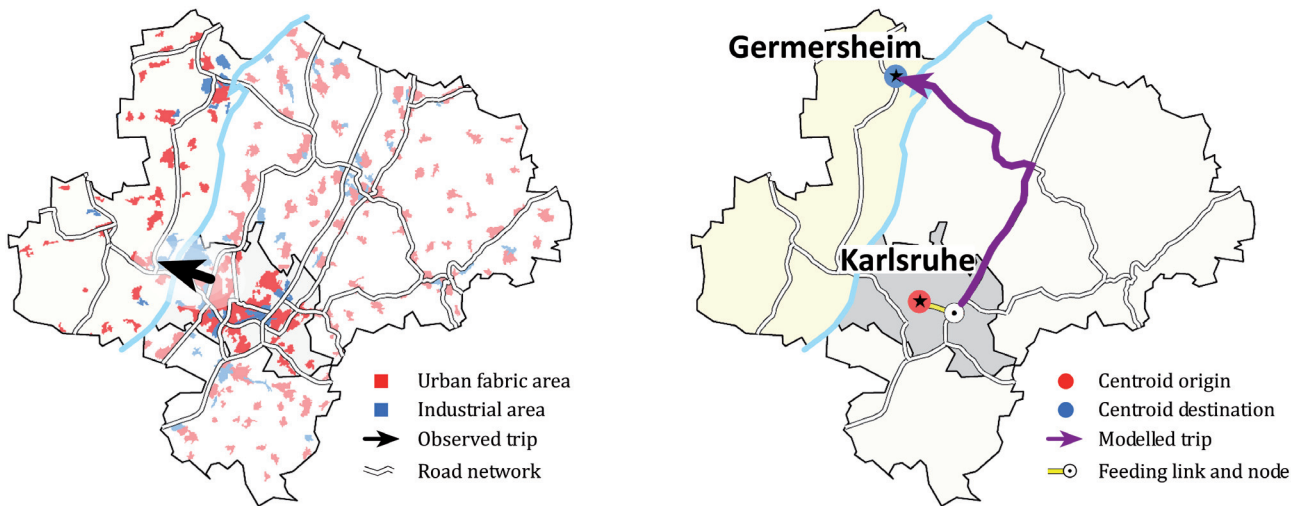 Urban fabric area
Industrial area
Observed trip
Road network
Germersheim
Karlsruhe
Centroid origin
Centroid destination
Modelled trip
Feeding link and node